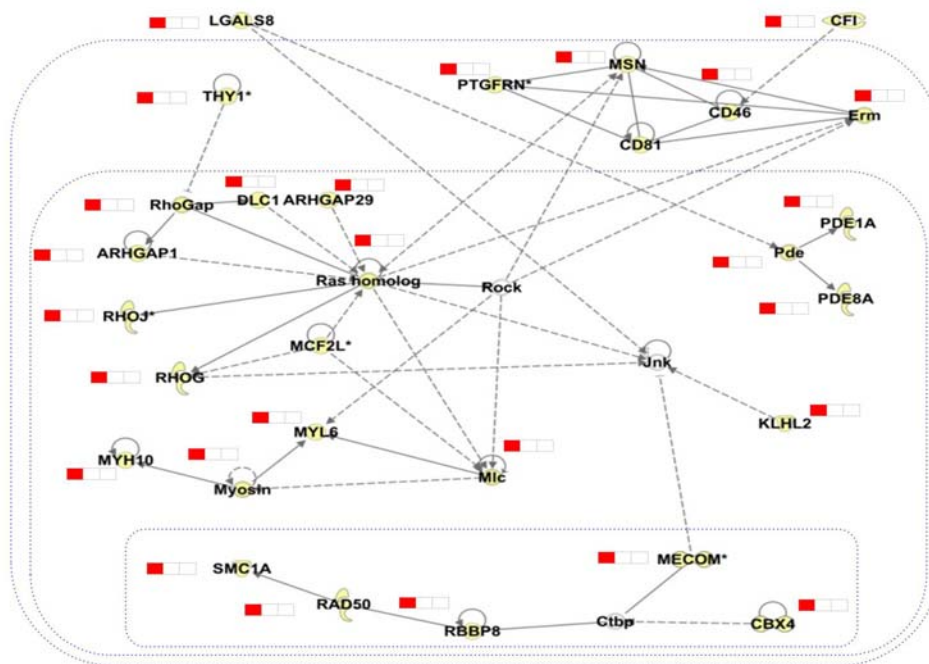 LGALS8
CFI
MSN
PTGFRN*
THY1*
CD46
Erm
CD81
RhoGap
DLC1
ARHGAP29
PDE1A
ARHGAP1
Pde
Ras homolog
Rock
PDE8A
RHOJ*
MCF2L*
Jnk
RHOG
KLHL2
MYL6
MYH10
Mlc
Myosin
MECOM*
SMC1A
RAD50
RBBP8
Ctbp
CBX4